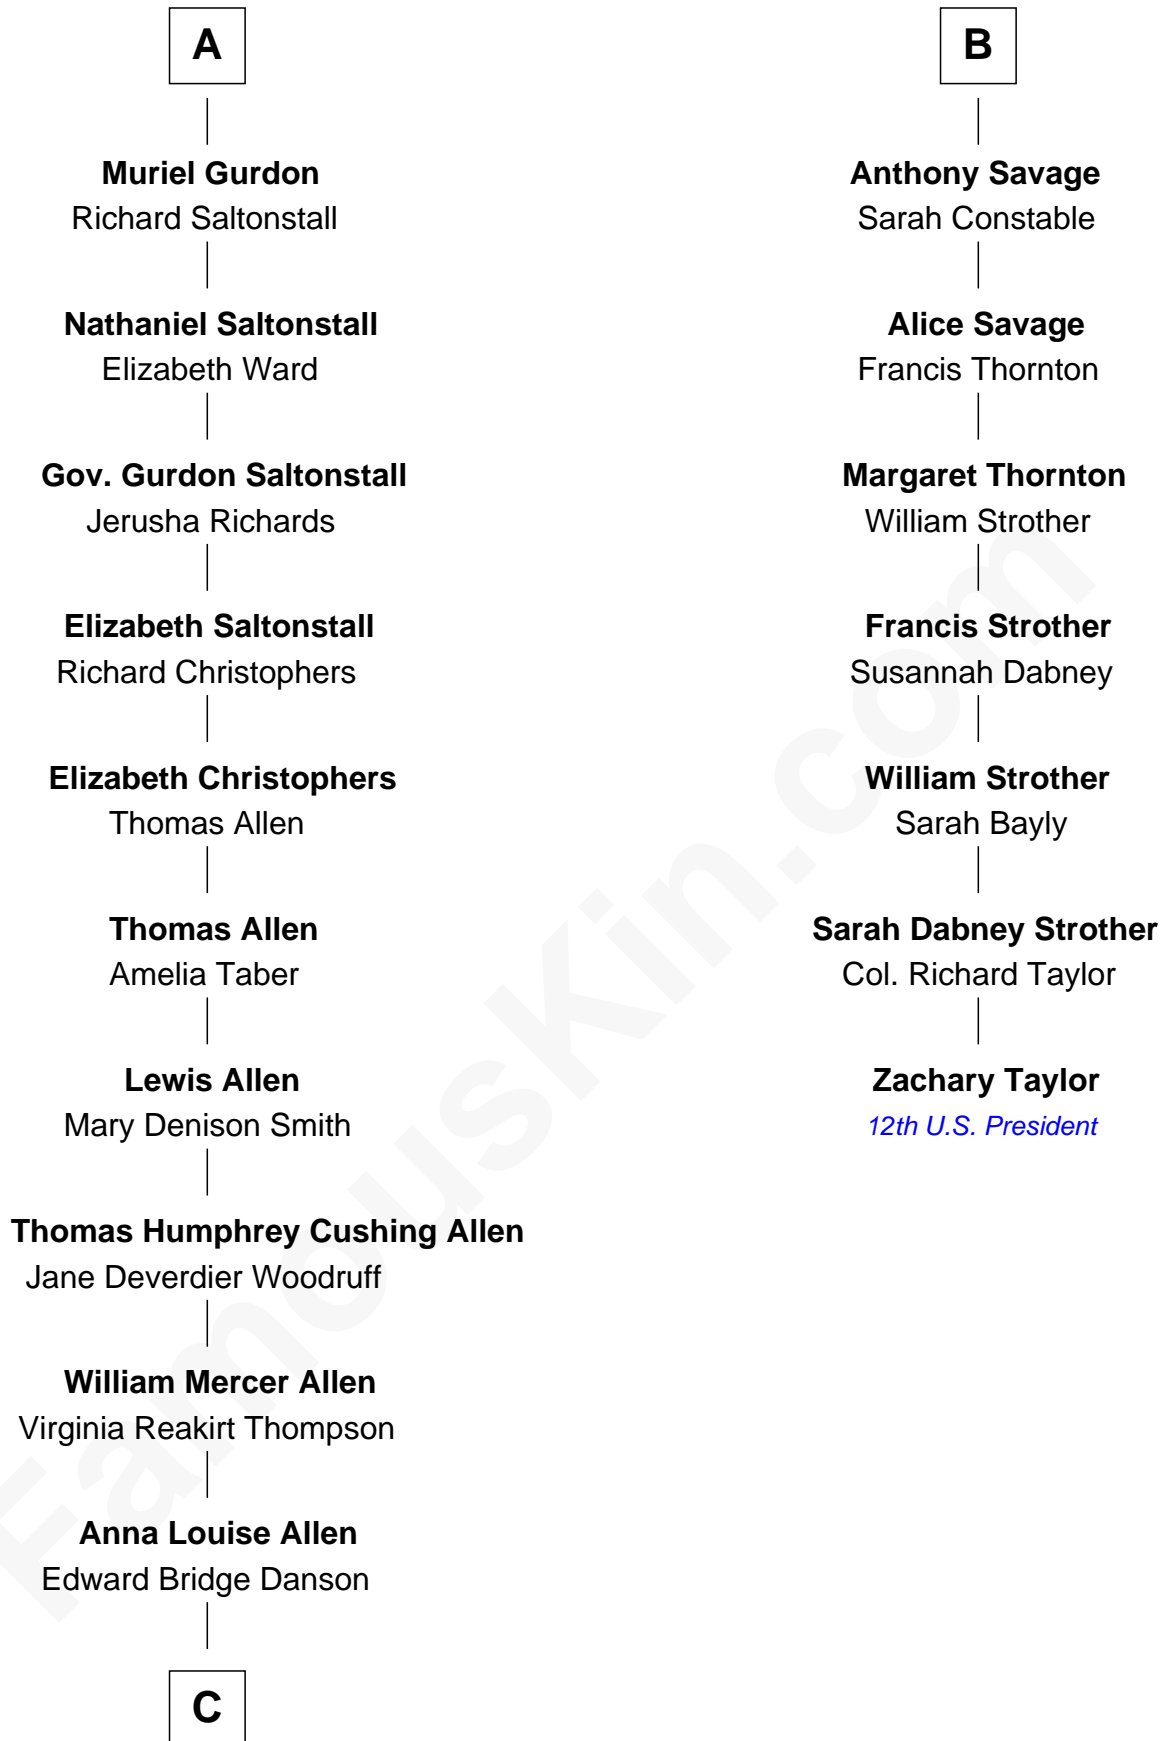 A
Muriel Gurdon
Richard Saltonstall
Nathaniel Saltonstall
Elizabeth Ward
Gov. Gurdon Saltonstall
Jerusha Richards
Elizabeth Saltonstall
Richard Christophers
Elizabeth Christophers
Thomas Allen
Thomas Allen
Amelia Taber
Lewis Allen
Mary Denison Smith
Thomas Humphrey Cushing Allen
Jane Deverdier Woodruff
William Mercer Allen
Virginia Reakirt Thompson
Anna Louise Allen
Edward Bridge Danson
C
B
Anthony Savage
Sarah Constable
Alice Savage
Francis Thornton
Margaret Thornton
William Strother
Francis Strother
Susannah Dabney
William Strother
Sarah Bayly
Sarah Dabney Strother
Col. Richard Taylor
Zachary Taylor
12th U.S. President
FamousKin.com